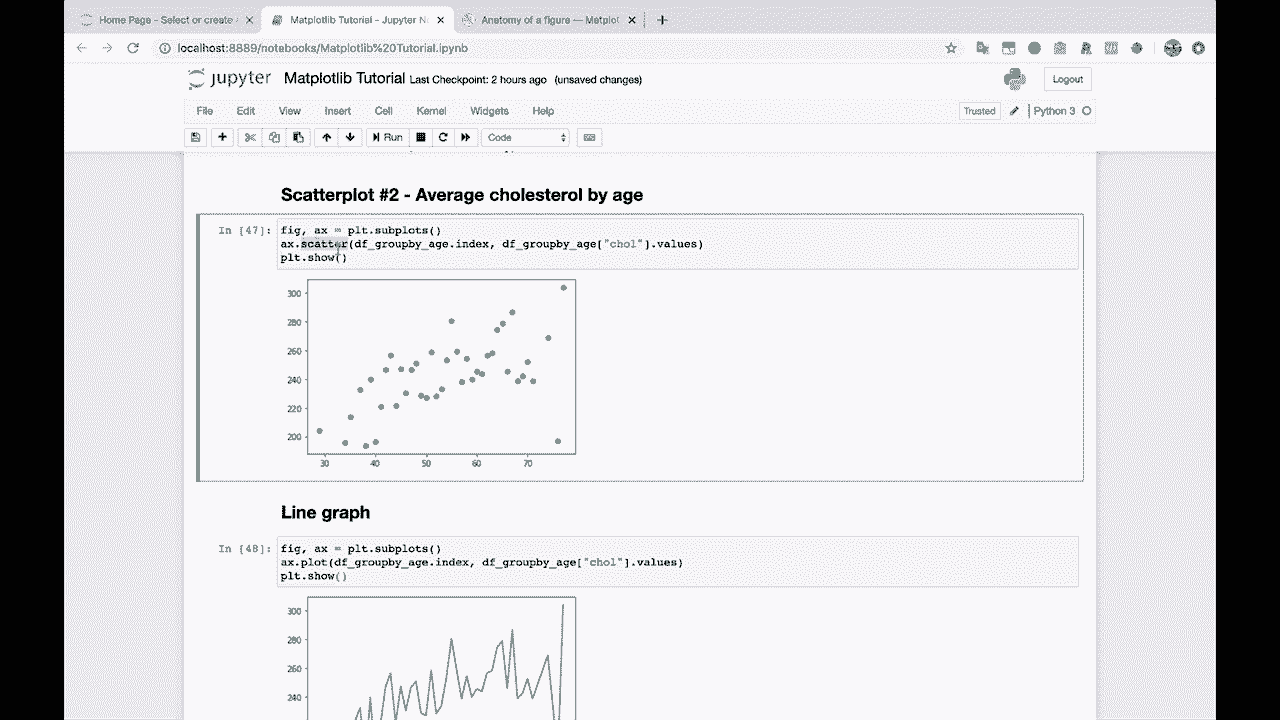 Home Page - Select or create
Matplotlib Tutorial - Jupyter N
Anatomy of a figure — Matplot
localhost:8889/notebooks/Matplotlib%20Tutorial.ipynb
jupyter Matplotlib Tutorial Last Checkpoint: 2 hours ago (unsaved changes)
Logout
File Edit View Insert Cell Kernel Widgets Help
Trusted
Python 3
Run
Code
Scatterplot #2 - Average cholesterol by age
In [47]: fig, ax = plt.subplots()
ax.scatter(df_groupby_age.index, df_groupby_age["chol"].values)
plt.show()
300
280
260
240
220
200
30 40 50 60 70
Line graph
In [48]: fig, ax = plt.subplots()
ax.plot(df_groupby_age.index, df_groupby_age["chol"].values)
plt.show()
300
280
260
240